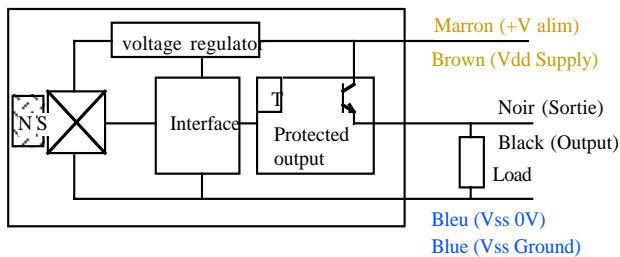 Marron (+V alim)
voltage regulator
Brown (Vdd Supply)
T
N S
Interface
Noir (Sortie)
Protected
output
Black (Output)
Load
Bleu (Vss 0V)
Blue (Vss Ground)